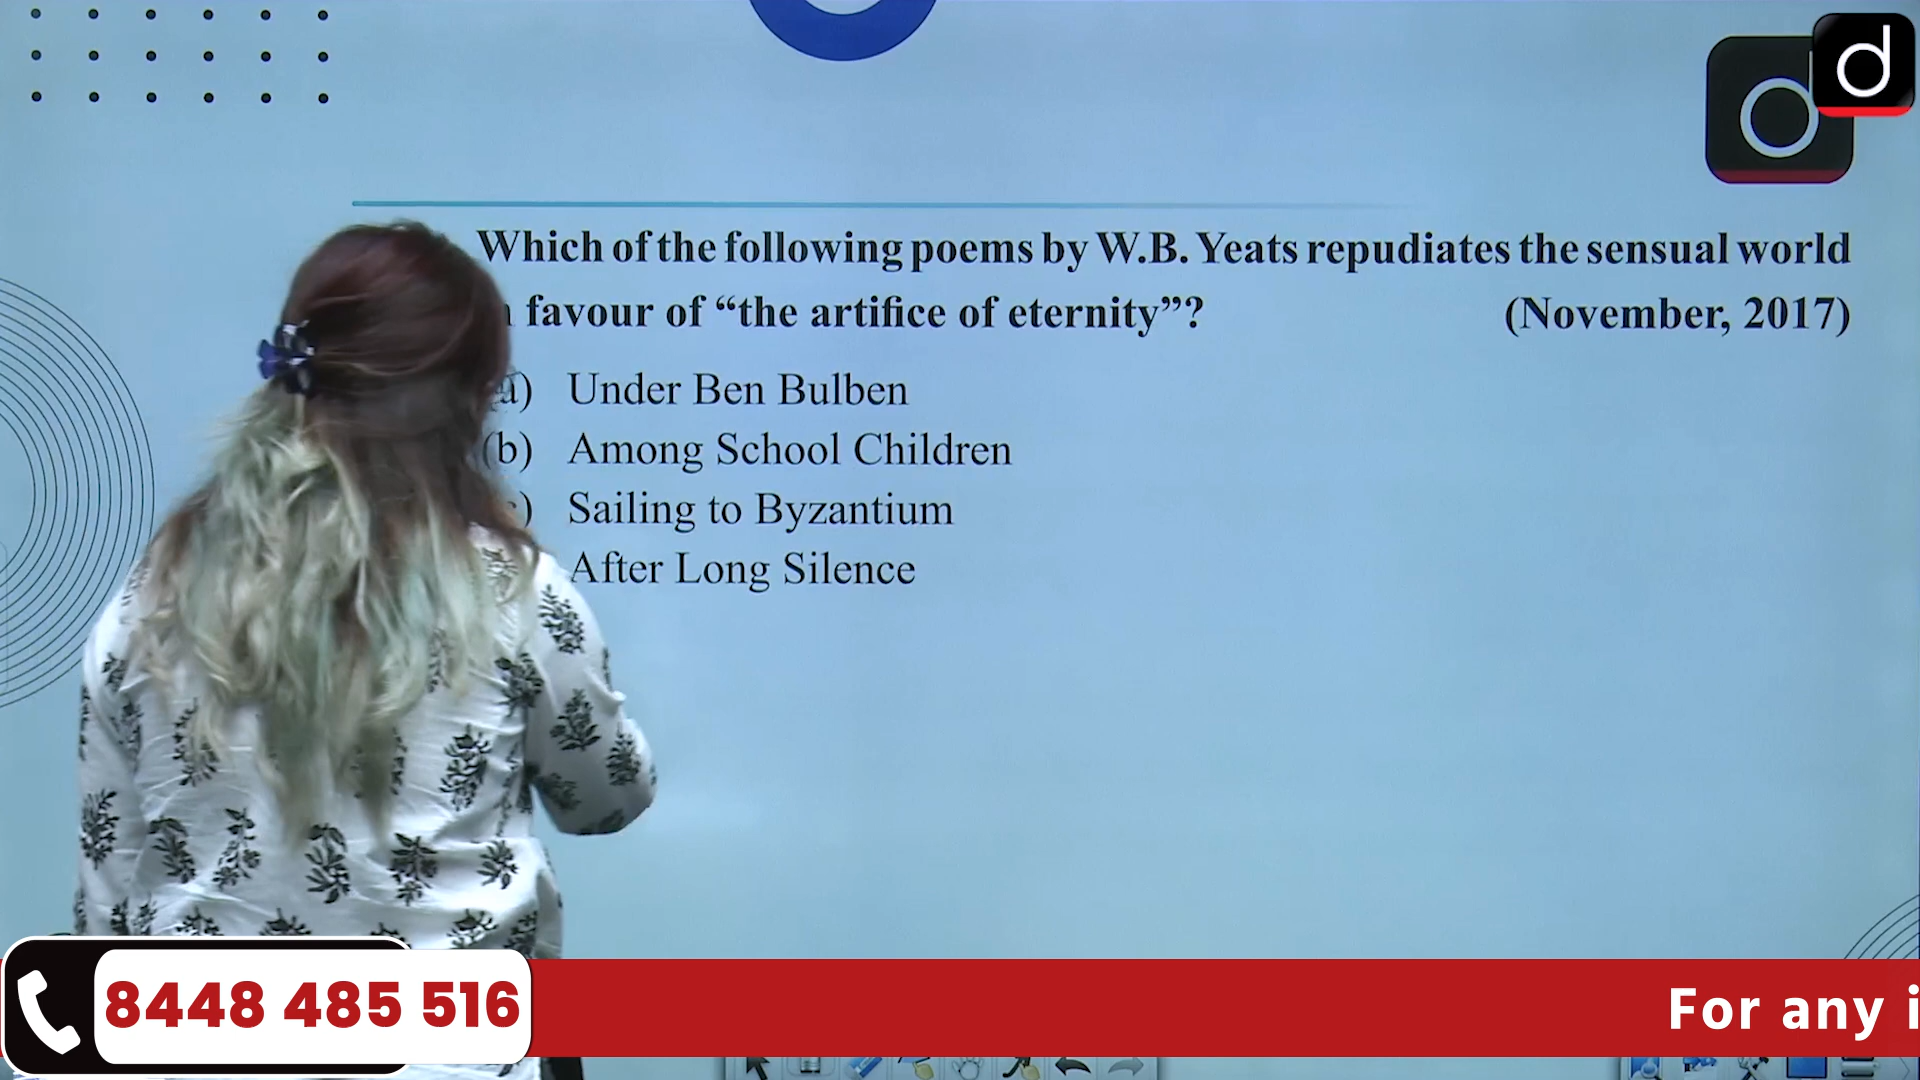 d
Which of the following poems by W.B. Yeats repudiates the sensual world
favour of “the artifice of eternity”? (November, 2017)
a) Under Ben Bulben
(b) Among School Children
) Sailing to Byzantium
After Long Silence
8448 485 516
For any i